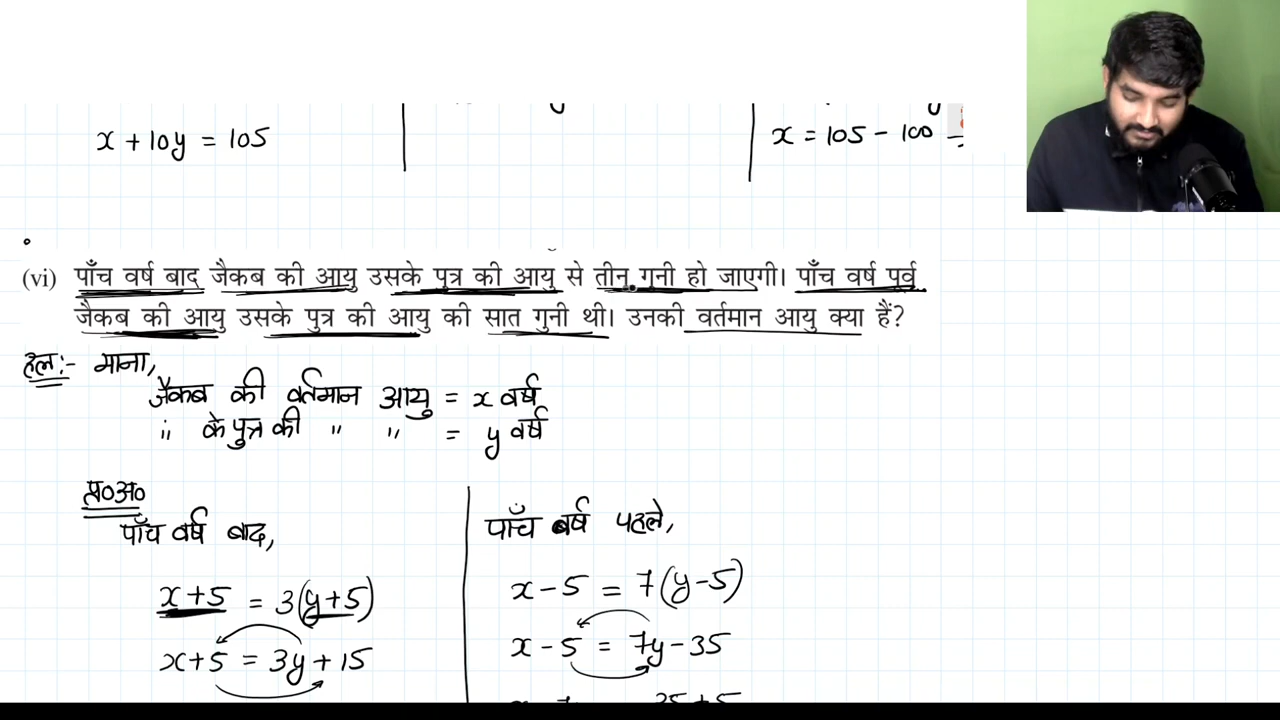 x + 10y = 105
x = 105 - 100
(vi) पाँच वर्ष बाद जैकब की आयु उसके पुत्र की आयु से तीन गुनी हो जाएगी। पाँच वर्ष पूर्व
जैकब की आयु उसके पुत्र की आयु की सात गुनी थी। उनकी वर्तमान आयु क्या हैं?
हल:- माना,
जैकब की वर्तमान आयु = x वर्ष
" के पुत्र की " " = y वर्ष
प्र०अ०
पाँच वर्ष बाद,
x + 5 = 3(y + 5)
x + 5 = 3y + 15
पाँच वर्ष पहले,
x - 5 = 7(y - 5)
x - 5 = 7y - 35